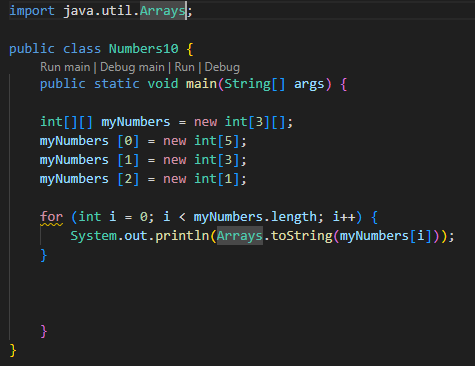 import java.util.Arrays;
public class Numbers10 {
Run main | Debug main | Run | Debug
public static void main(String[] args) {
int[][] myNumbers = new int[3][];
myNumbers [0] = new int[5];
myNumbers [1] = new int[3];
myNumbers [2] = new int[1];
for (int i = 0; i < myNumbers.length; i++) {
System.out.println(Arrays.toString(myNumbers[i]));
}
}
}